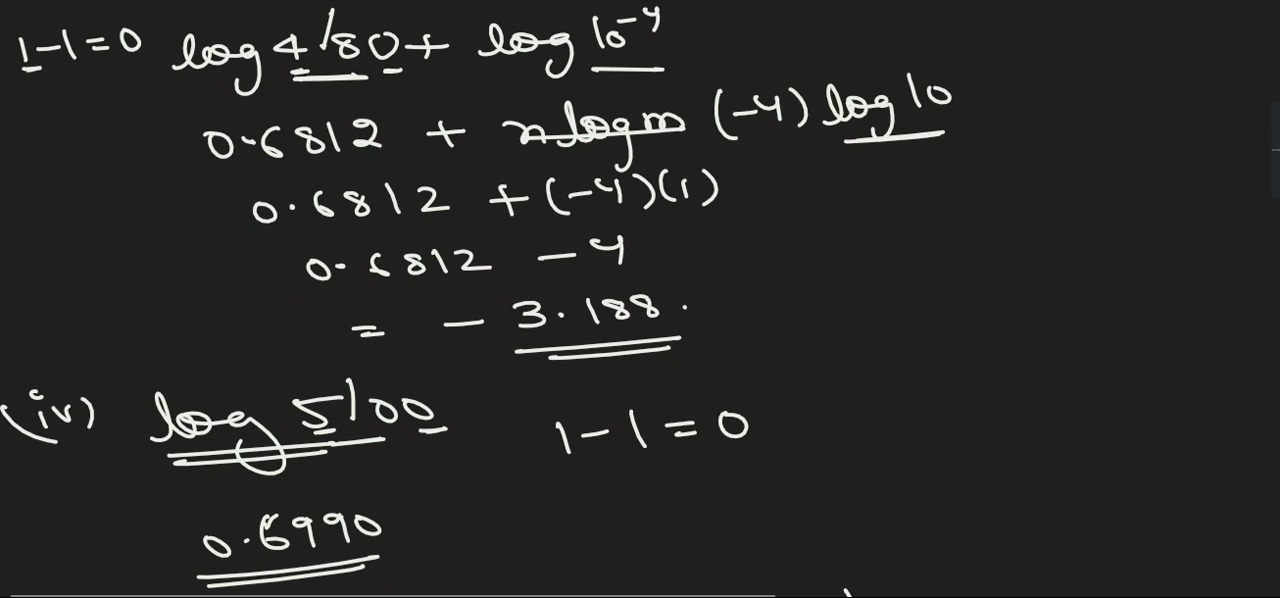 1-1=0 log 4.80 + log 10⁻⁴
0.6812 + n log m (-4) log 10
0.6812 + (-4)(1)
0.6812 - 4
= - 3.188.
(iv) log 5.00 1-1=0
0.6990